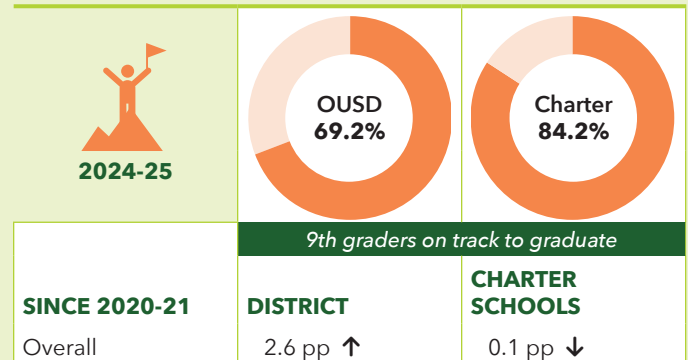 2024-25
OUSD
69.2%
Charter
84.2%
9th graders on track to graduate
SINCE 2020-21
DISTRICT
CHARTER
SCHOOLS
Overall
2.6 pp ↑
0.1 pp ↓